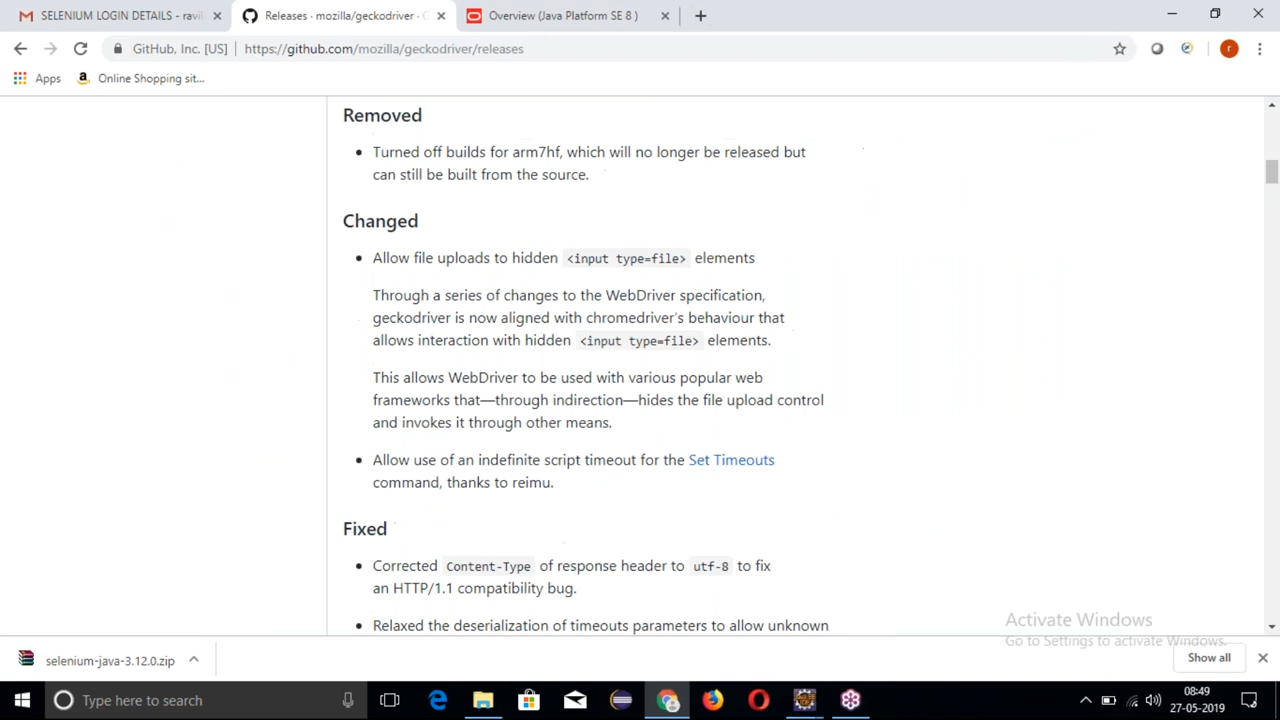 SELENIUM LOGIN DETAILS - ravil
Releases · mozilla/geckodriver · G
Overview (Java Platform SE 8 )
GitHub, Inc. [US]
https://github.com/mozilla/geckodriver/releases
Apps
Online Shopping sit...
Removed
Turned off builds for arm7hf, which will no longer be released but
can still be built from the source.
Changed
Allow file uploads to hidden <input type=file> elements
Through a series of changes to the WebDriver specification,
geckodriver is now aligned with chromedriver's behaviour that
allows interaction with hidden <input type=file> elements.
This allows WebDriver to be used with various popular web
frameworks that—through indirection—hides the file upload control
and invokes it through other means.
Allow use of an indefinite script timeout for the Set Timeouts
command, thanks to reimu.
Fixed
Corrected Content-Type of response header to utf-8 to fix
an HTTP/1.1 compatibility bug.
Relaxed the deserialization of timeouts parameters to allow unknown
Activate Windows
Go to Settings to activate Windows.
selenium-java-3.12.0.zip
Show all
Type here to search
08:49
27-05-2019